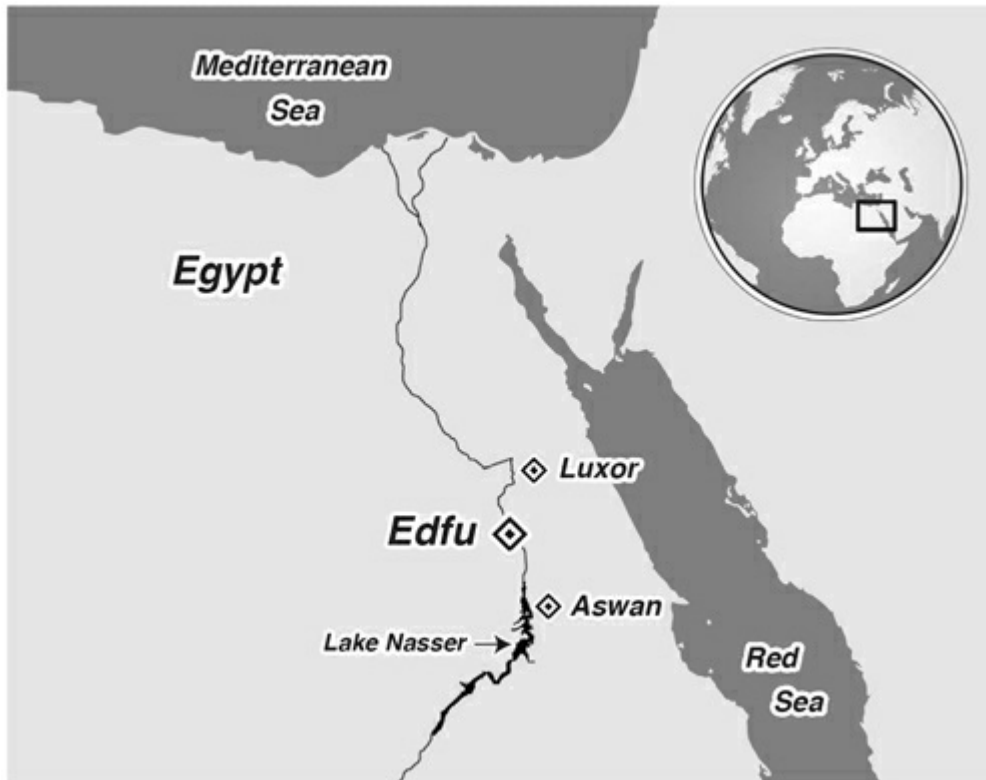 Mediterranean
Sea
Egypt
Luxor
Edfu
Aswan
Lake Nasser
Red
Sea